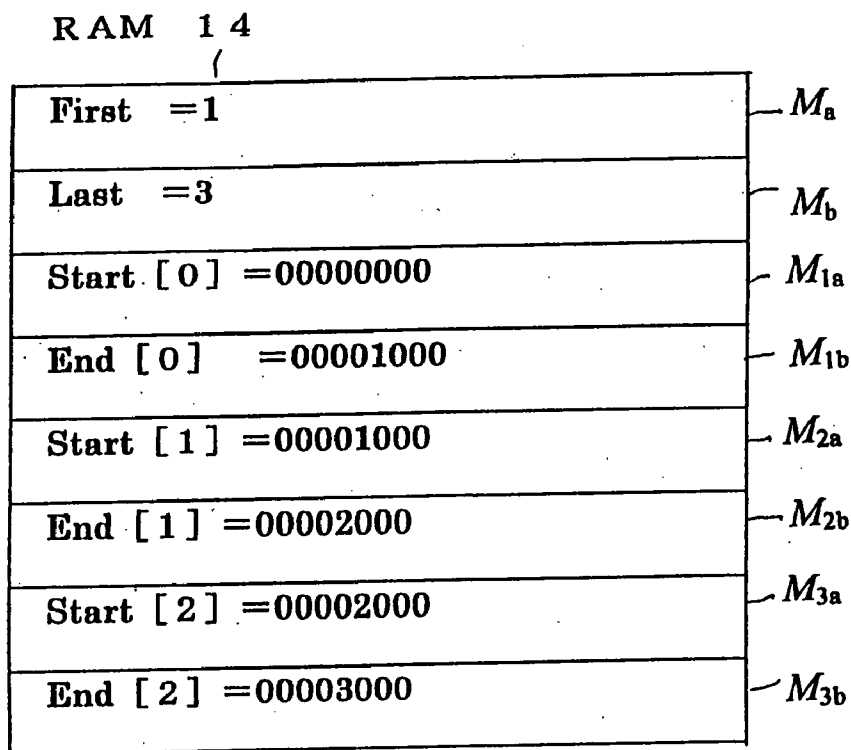 RAM 14
First =1 Ma
Last =3 Mb
Start [0] =00000000 M1a
End [0] =00001000 M1b
Start [1] =00001000 M2a
End [1] =00002000 M2b
Start [2] =00002000 M3a
End [2] =00003000 M3b